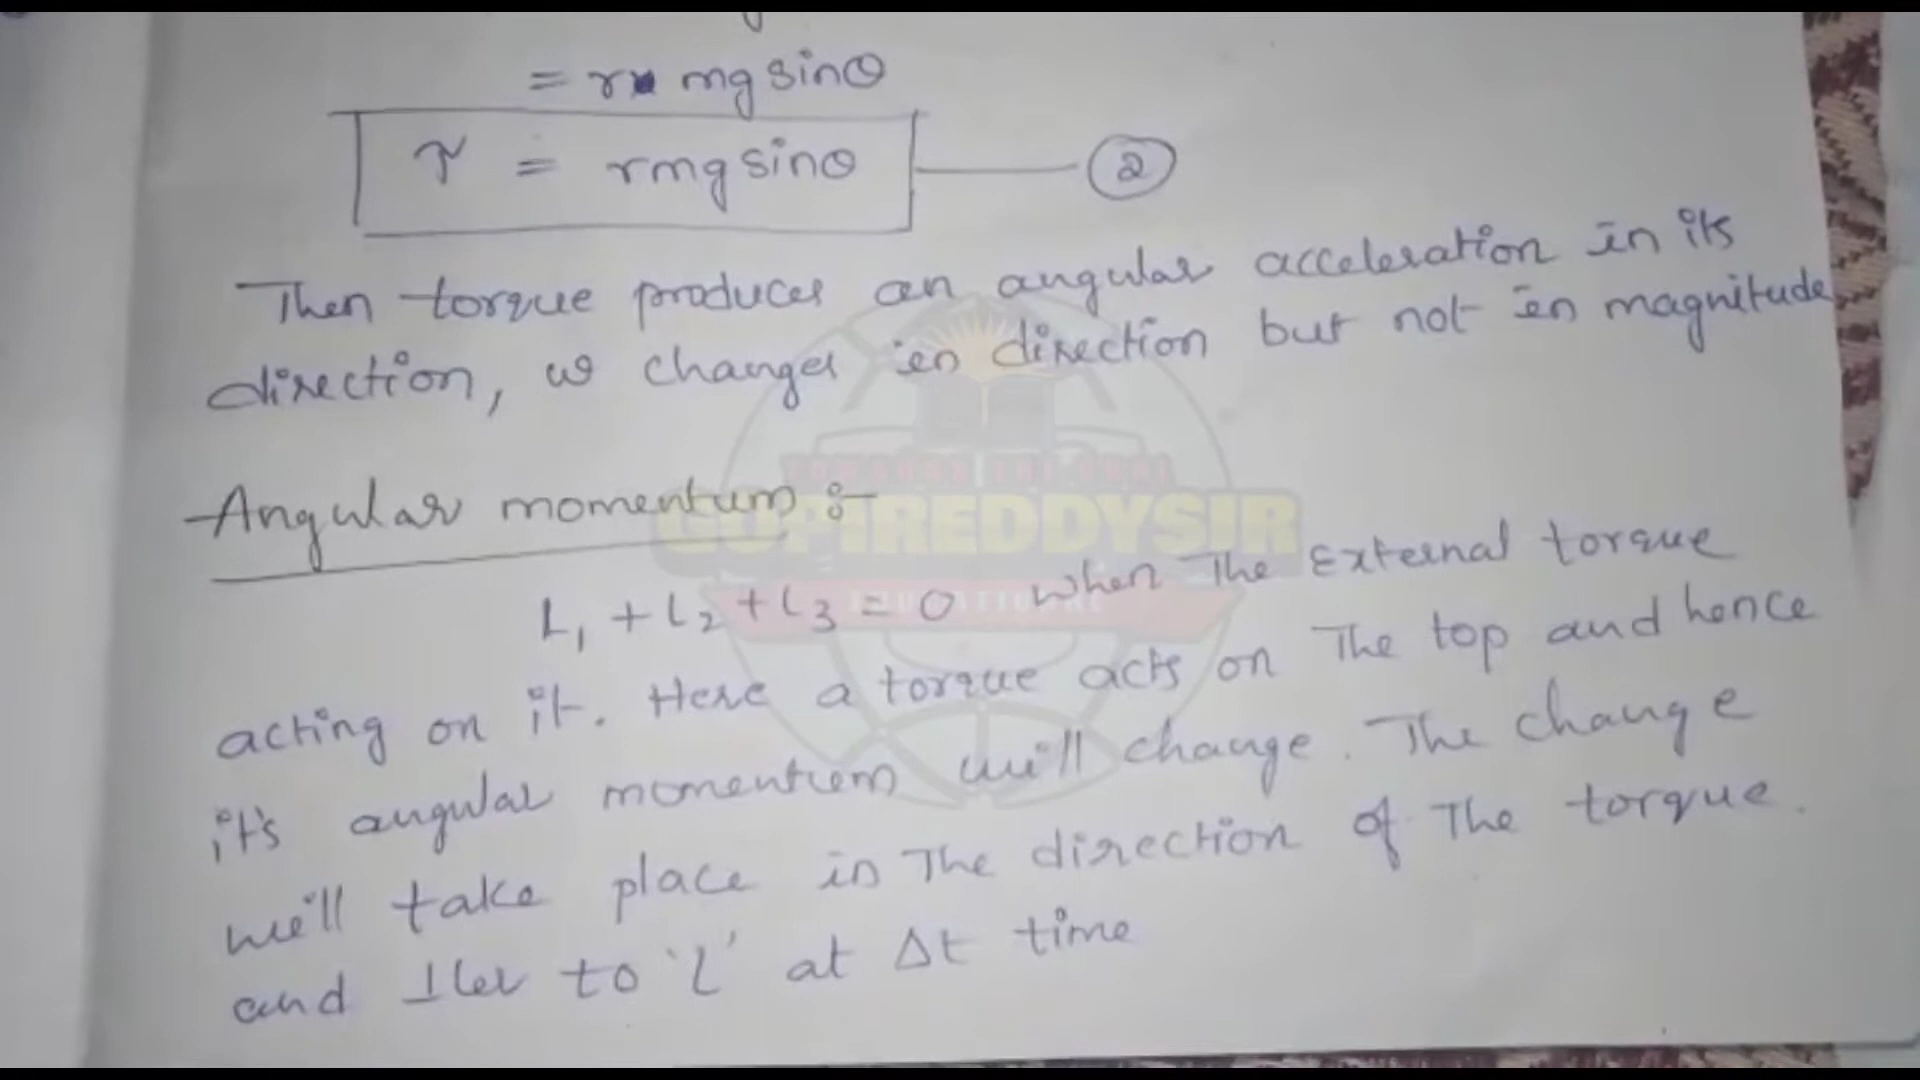 = r× mg sinθ
τ = rmg sinθ —— ②
Then torque produces an angular acceleration in its
direction, ω changes in direction but not in magnitude
Angular momentum :-
L₁ + L₂ + L₃ = 0 when The External torque
acting on it. Here a torque acts on The top and hence
it's angular momentum will change. The change
will take place in The direction of The torque.
and ⊥ler to 'L' at Δt time
GOPIREDDYSIR